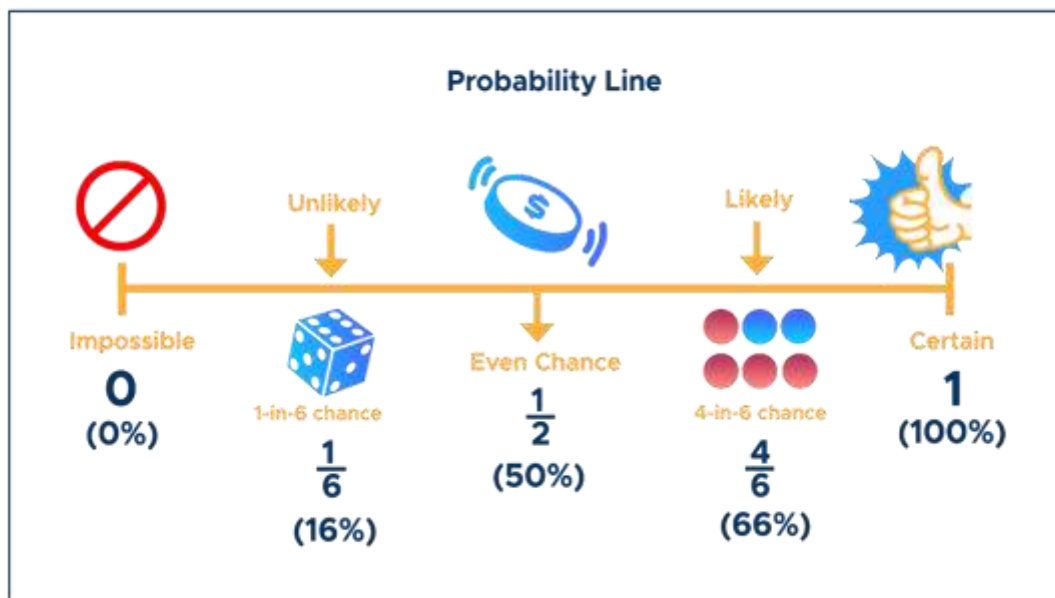 Probability Line
Unlikely
$
Likely
Impossible
0
(0%)
1-in-6 chance
1
6
(16%)
Even Chance
1
2
(50%)
4-in-6 chance
4
6
(66%)
Certain
1
(100%)